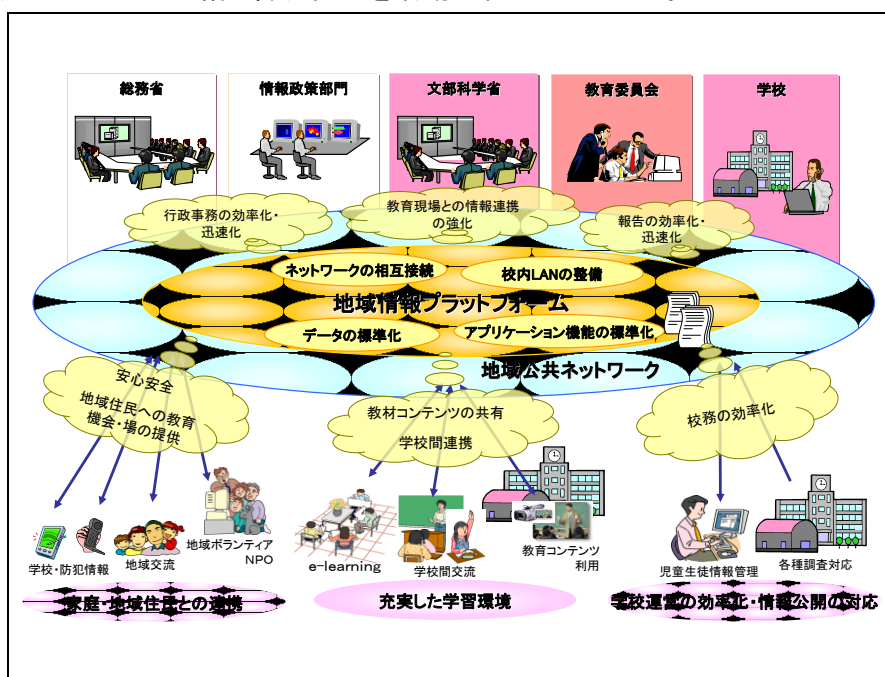 総務省
情報政策部門
文部科学省
教育委員会
学校
行政事務の効率化・
迅速化
教育現場との情報連携
の強化
報告の効率化・
迅速化
ネットワークの相互接続
校内LANの整備
地域情報プラットフォーム
データの標準化
アプリケーション機能の標準化
地域公共ネットワーク
安心安全
地域住民への教育
機会・場の提供
教材コンテンツの共有
学校間連携
校務の効率化
学校・防犯情報
地域交流
地域ボランティア
NPO
e-learning
学校間交流
教育コンテンツ
利用
児童生徒情報管理
各種調査対応
家庭・地域住民との連携
充実した学習環境
学校運営の効率化・情報公開の対応